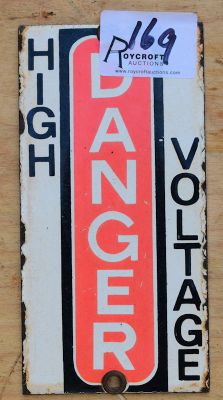 169
ROYCROFT
AUCTIONS
www.roycroftauctions.com
HIGH
DANGER
VOLTAGE